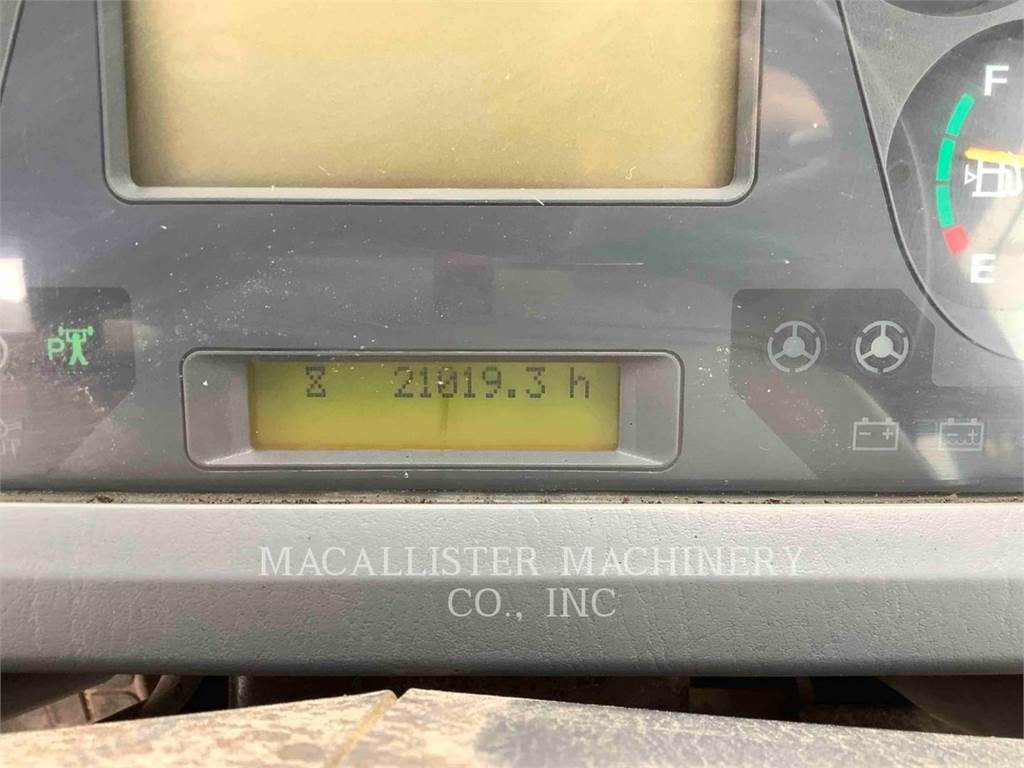 F
E
P
21019.3 h
MACALLISTER MACHINERY
CO., INC